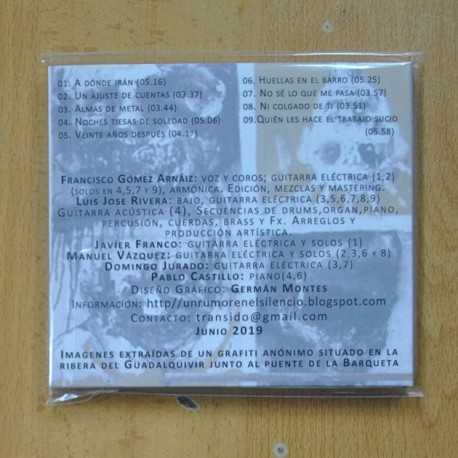 01. A dónde irán (05.16)
02. Un ajuste de cuentas (03.37)
03. Almas de metal (03.44)
04. Noches tiesas de soledad (05.06)
05. Veinte años después (04.19)
06. Huellas en el barro (05.25)
07. No sé lo que me pasa (03.57)
08. Ni colgado de ti (03.51)
09. Quién les hace el trabajo sucio
(05.58)
Francisco Gómez Arnáiz: voz y coros; guitarra eléctrica (1,2)
(solos en 4,5,7 y 9), armónica. Edición, mezclas y mastering.
Luis Jose Rivera: bajo, guitarra eléctrica (3,5,6,7,8,9)
Guitarra acústica (4), Secuencias de drums,organ,piano,
percusión, cuerdas, brass y Fx. Arreglos y
producción artística.
Javier Franco: guitarra eléctrica y solos (1)
Manuel Vázquez: guitarra eléctrica y solos (2,3,6 y 8)
Domingo Jurado: guitarra eléctrica (3,7)
Pablo Castillo: piano(4,6)
Diseño Gráfico: Germán Montes
Información: http://unrumorenelsilencio.blogspot.com
Contacto: transido@gmail.com
Junio 2019
Imagenes extraídas de un grafiti anónimo situado en la
ribera del Guadalquivir junto al puente de la Barqueta